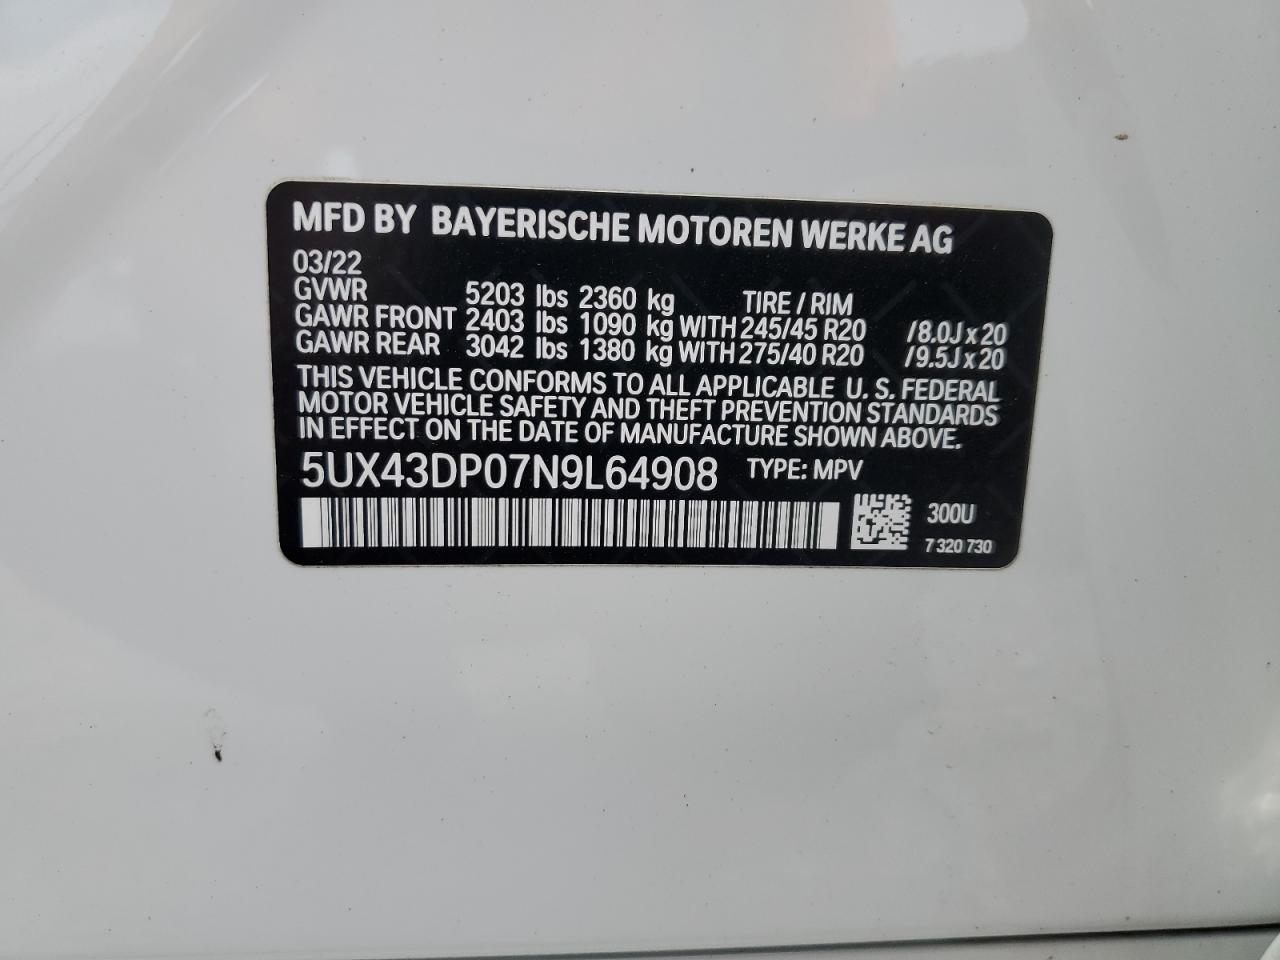 MFD BY BAYERISCHE MOTOREN WERKE AG
03/22
GVWR 5203 lbs 2360 kg TIRE / RIM
GAWR FRONT 2403 lbs 1090 kg WITH 245/45 R20 /8.0J x 20
GAWR REAR 3042 lbs 1380 kg WITH 275/40 R20 /9.5J x 20
THIS VEHICLE CONFORMS TO ALL APPLICABLE U. S. FEDERAL
MOTOR VEHICLE SAFETY AND THEFT PREVENTION STANDARDS
IN EFFECT ON THE DATE OF MANUFACTURE SHOWN ABOVE.
5UX43DP07N9L64908 TYPE: MPV
300U
7 320 730